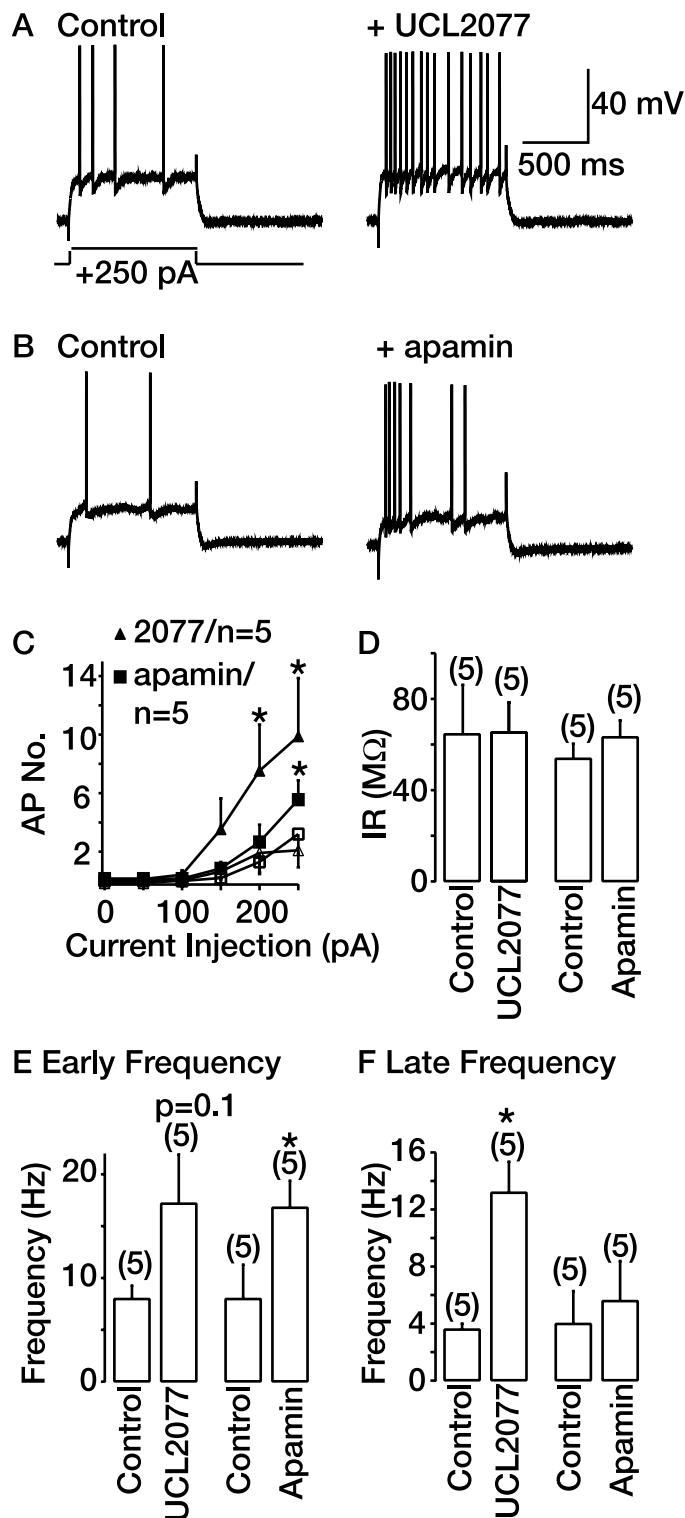 A Control
+ UCL2077
40 mV
500 ms
+250 pA
B Control
+ apamin
C
▲ 2077/n=5
■ apamin/
n=5
14
10
6
2
AP No.
*
*
*
0
100
200
Current Injection (pA)
D
80
40
0
IR (MΩ)
(5)
(5)
(5)
(5)
Control
UCL2077
Control
Apamin
E Early Frequency
p=0.1
20
10
0
Frequency (Hz)
(5)
(5)
(5)
*
(5)
Control
UCL2077
Control
Apamin
F Late Frequency
16
12
8
4
0
Frequency (Hz)
(5)
*
(5)
(5)
(5)
Control
UCL2077
Control
Apamin